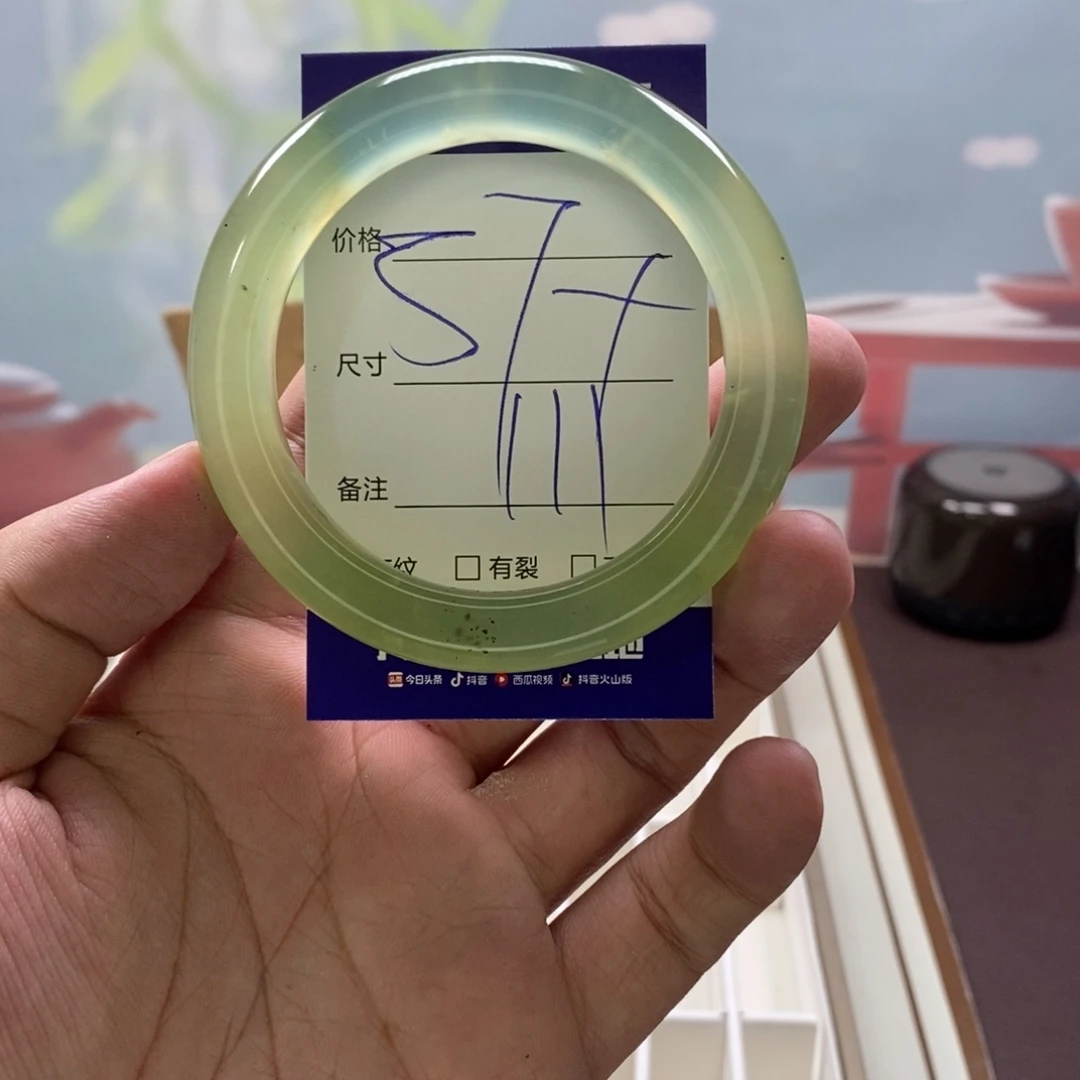 价格
57+
尺寸
111
备注
纹 □ 有裂 □
今日头条 抖音 西瓜视频 抖音火山版